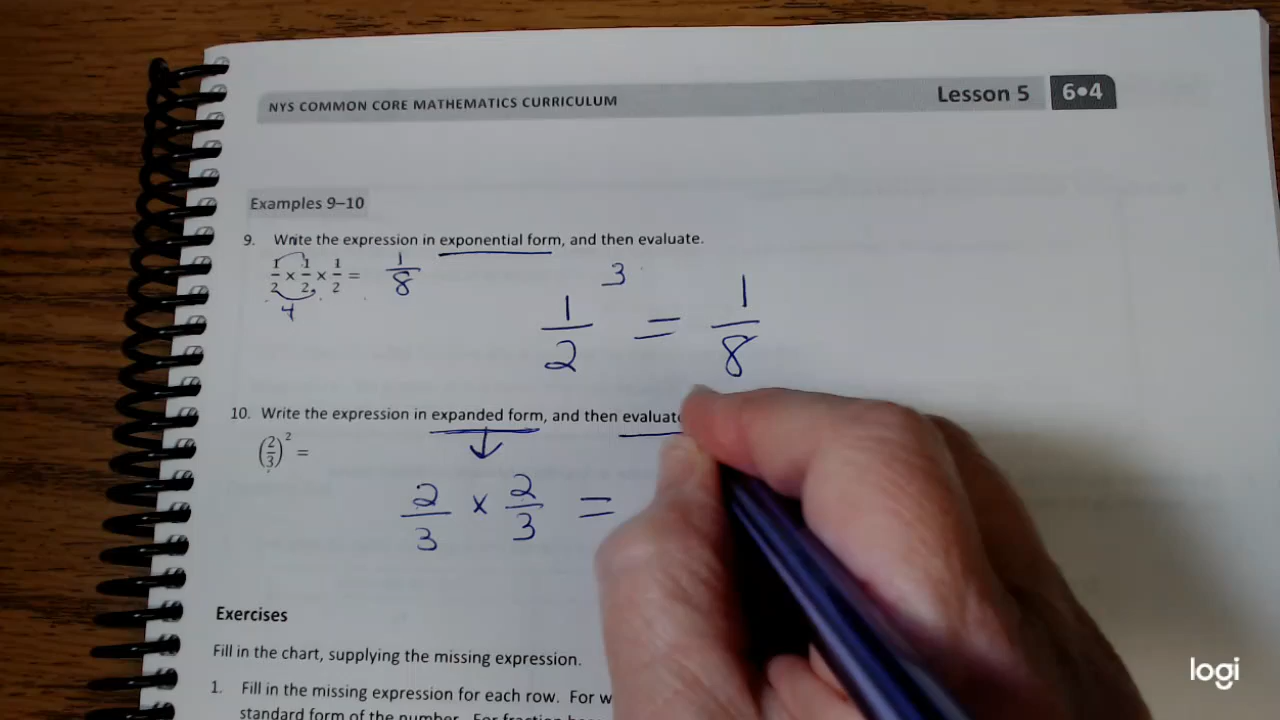 NYS COMMON CORE MATHEMATICS CURRICULUM Lesson 5 6•4
Examples 9–10
9. Write the expression in exponential form, and then evaluate.
1/2 × 1/2 × 1/2 = 1/8
4
1/2 ³ = 1/8
10. Write the expression in expanded form, and then evaluate
(2/3)² =
2/3 × 2/3 =
Exercises
Fill in the chart, supplying the missing expression.
1. Fill in the missing expression for each row. For
standard form of the number.
logi